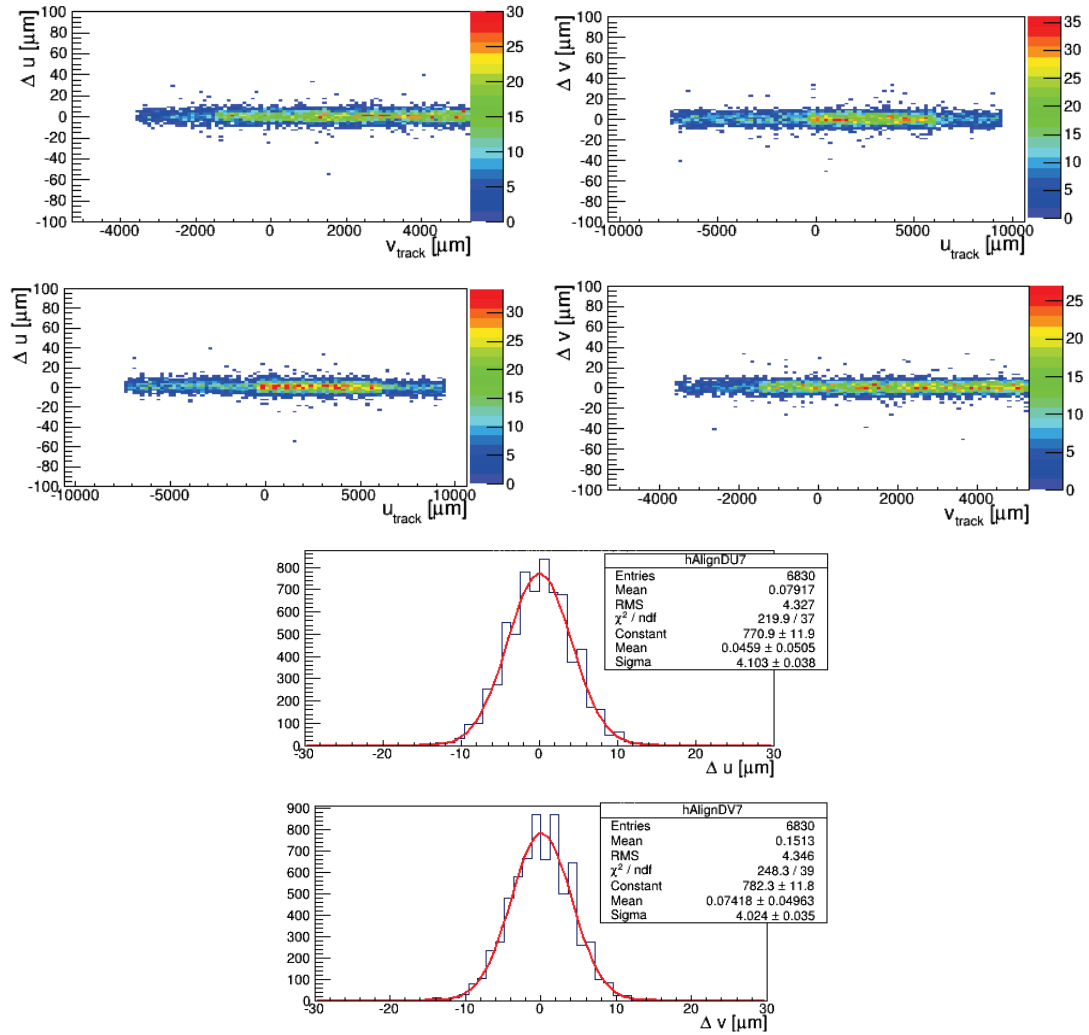 Δ u [μm]
100
80
60
40
20
0
-20
-40
-60
-80
-100
-4000 -2000 0 2000 4000
v_track [μm]
30
25
20
15
10
5
0
Δ v [μm]
100
80
60
40
20
0
-20
-40
-60
-80
-100
-10000 -5000 0 5000 10000
u_track [μm]
35
30
25
20
15
10
5
0
Δ u [μm]
100
80
60
40
20
0
-20
-40
-60
-80
-100
-10000 -5000 0 5000 10000
u_track [μm]
30
25
20
15
10
5
0
Δ v [μm]
100
80
60
40
20
0
-20
-40
-60
-80
-100
-4000 -2000 0 2000 4000
v_track [μm]
25
20
15
10
5
0
800
700
600
500
400
300
200
100
0
-30 -20 -10 0 10 20 30
Δ u [μm]
hAlignDU7
Entries 6830
Mean 0.07917
RMS 4.327
χ² / ndf 219.9 / 37
Constant 770.9 ± 11.9
Mean 0.0459 ± 0.0505
Sigma 4.103 ± 0.038
900
800
700
600
500
400
300
200
100
0
-30 -20 -10 0 10 20 30
Δ v [μm]
hAlignDV7
Entries 6830
Mean 0.1513
RMS 4.346
χ² / ndf 248.3 / 39
Constant 782.3 ± 11.8
Mean 0.07418 ± 0.04963
Sigma 4.024 ± 0.035